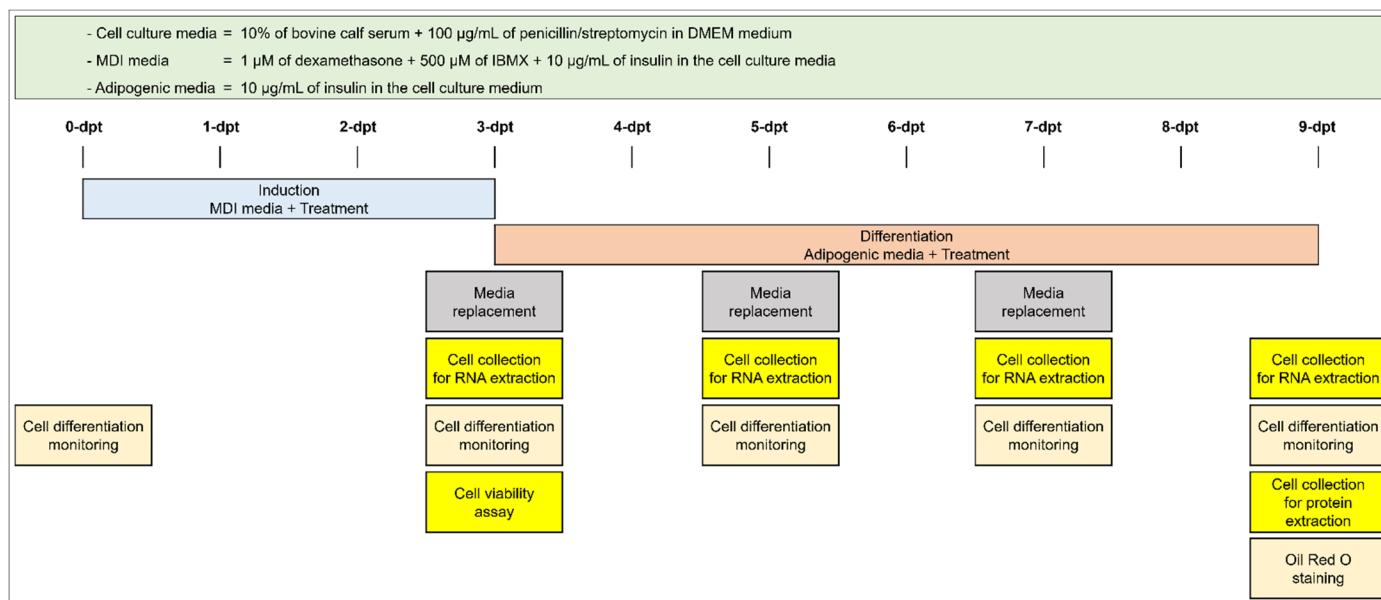 - Cell culture media = 10% of bovine calf serum + 100 µg/mL of penicillin/streptomycin in DMEM medium
- MDI media = 1 µM of dexamethasone + 500 µM of IBMX + 10 µg/mL of insulin in the cell culture media
- Adipogenic media = 10 µg/mL of insulin in the cell culture medium
0-dpt 1-dpt 2-dpt 3-dpt 4-dpt 5-dpt 6-dpt 7-dpt 8-dpt 9-dpt
Induction
MDI media + Treatment
Differentiation
Adipogenic media + Treatment
Media
replacement
Media
replacement
Media
replacement
Cell collection
for RNA extraction
Cell collection
for RNA extraction
Cell collection
for RNA extraction
Cell collection
for RNA extraction
Cell differentiation
monitoring
Cell differentiation
monitoring
Cell differentiation
monitoring
Cell differentiation
monitoring
Cell differentiation
monitoring
Cell viability
assay
Cell collection
for protein
extraction
Oil Red O
staining